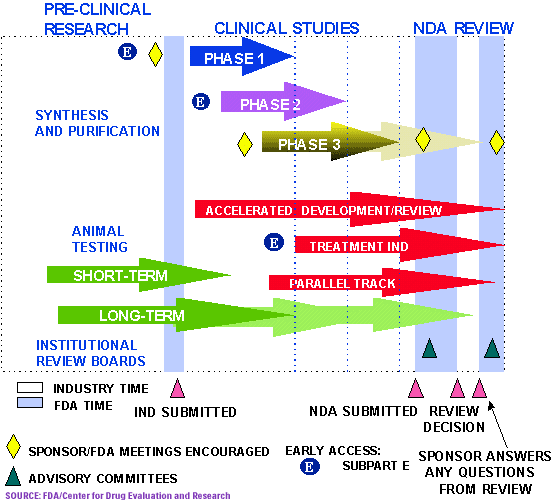 PRE-CLINICAL
RESEARCH
CLINICAL STUDIES
NDA REVIEW
E
PHASE 1
E
PHASE 2
SYNTHESIS
AND PURIFICATION
PHASE 3
ACCELERATED DEVELOPMENT/REVIEW
ANIMAL
TESTING
E
TREATMENT IND
SHORT-TERM
PARALLEL TRACK
LONG-TERM
INSTITUTIONAL
REVIEW BOARDS
INDUSTRY TIME
FDA TIME
IND SUBMITTED
NDA SUBMITTED
REVIEW
DECISION
SPONSOR/FDA MEETINGS ENCOURAGED
EARLY ACCESS:
E
SUBPART E
SPONSOR ANSWERS
ANY QUESTIONS
FROM REVIEW
ADVISORY COMMITTEES
SOURCE: FDA/Center for Drug Evaluation and Research